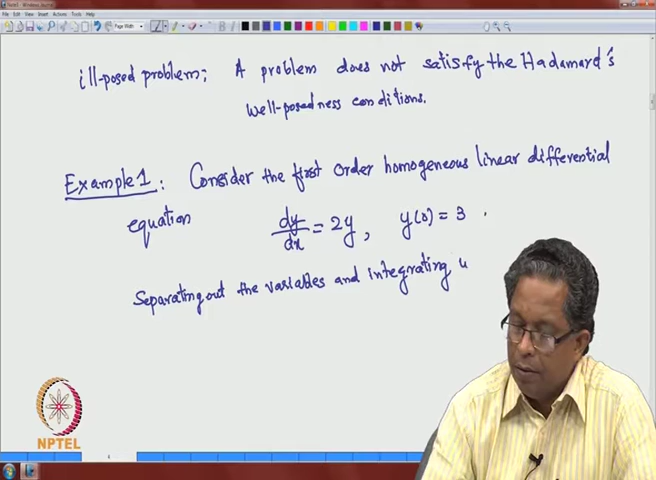 ill-posed problem; A problem does not satisfy the Hadamard's
well-posedness conditions.
Example 1: Consider the first order homogeneous linear differential
equation dy/dx = 2y, y(0) = 3
Separating out the variables and integrating
NPTEL